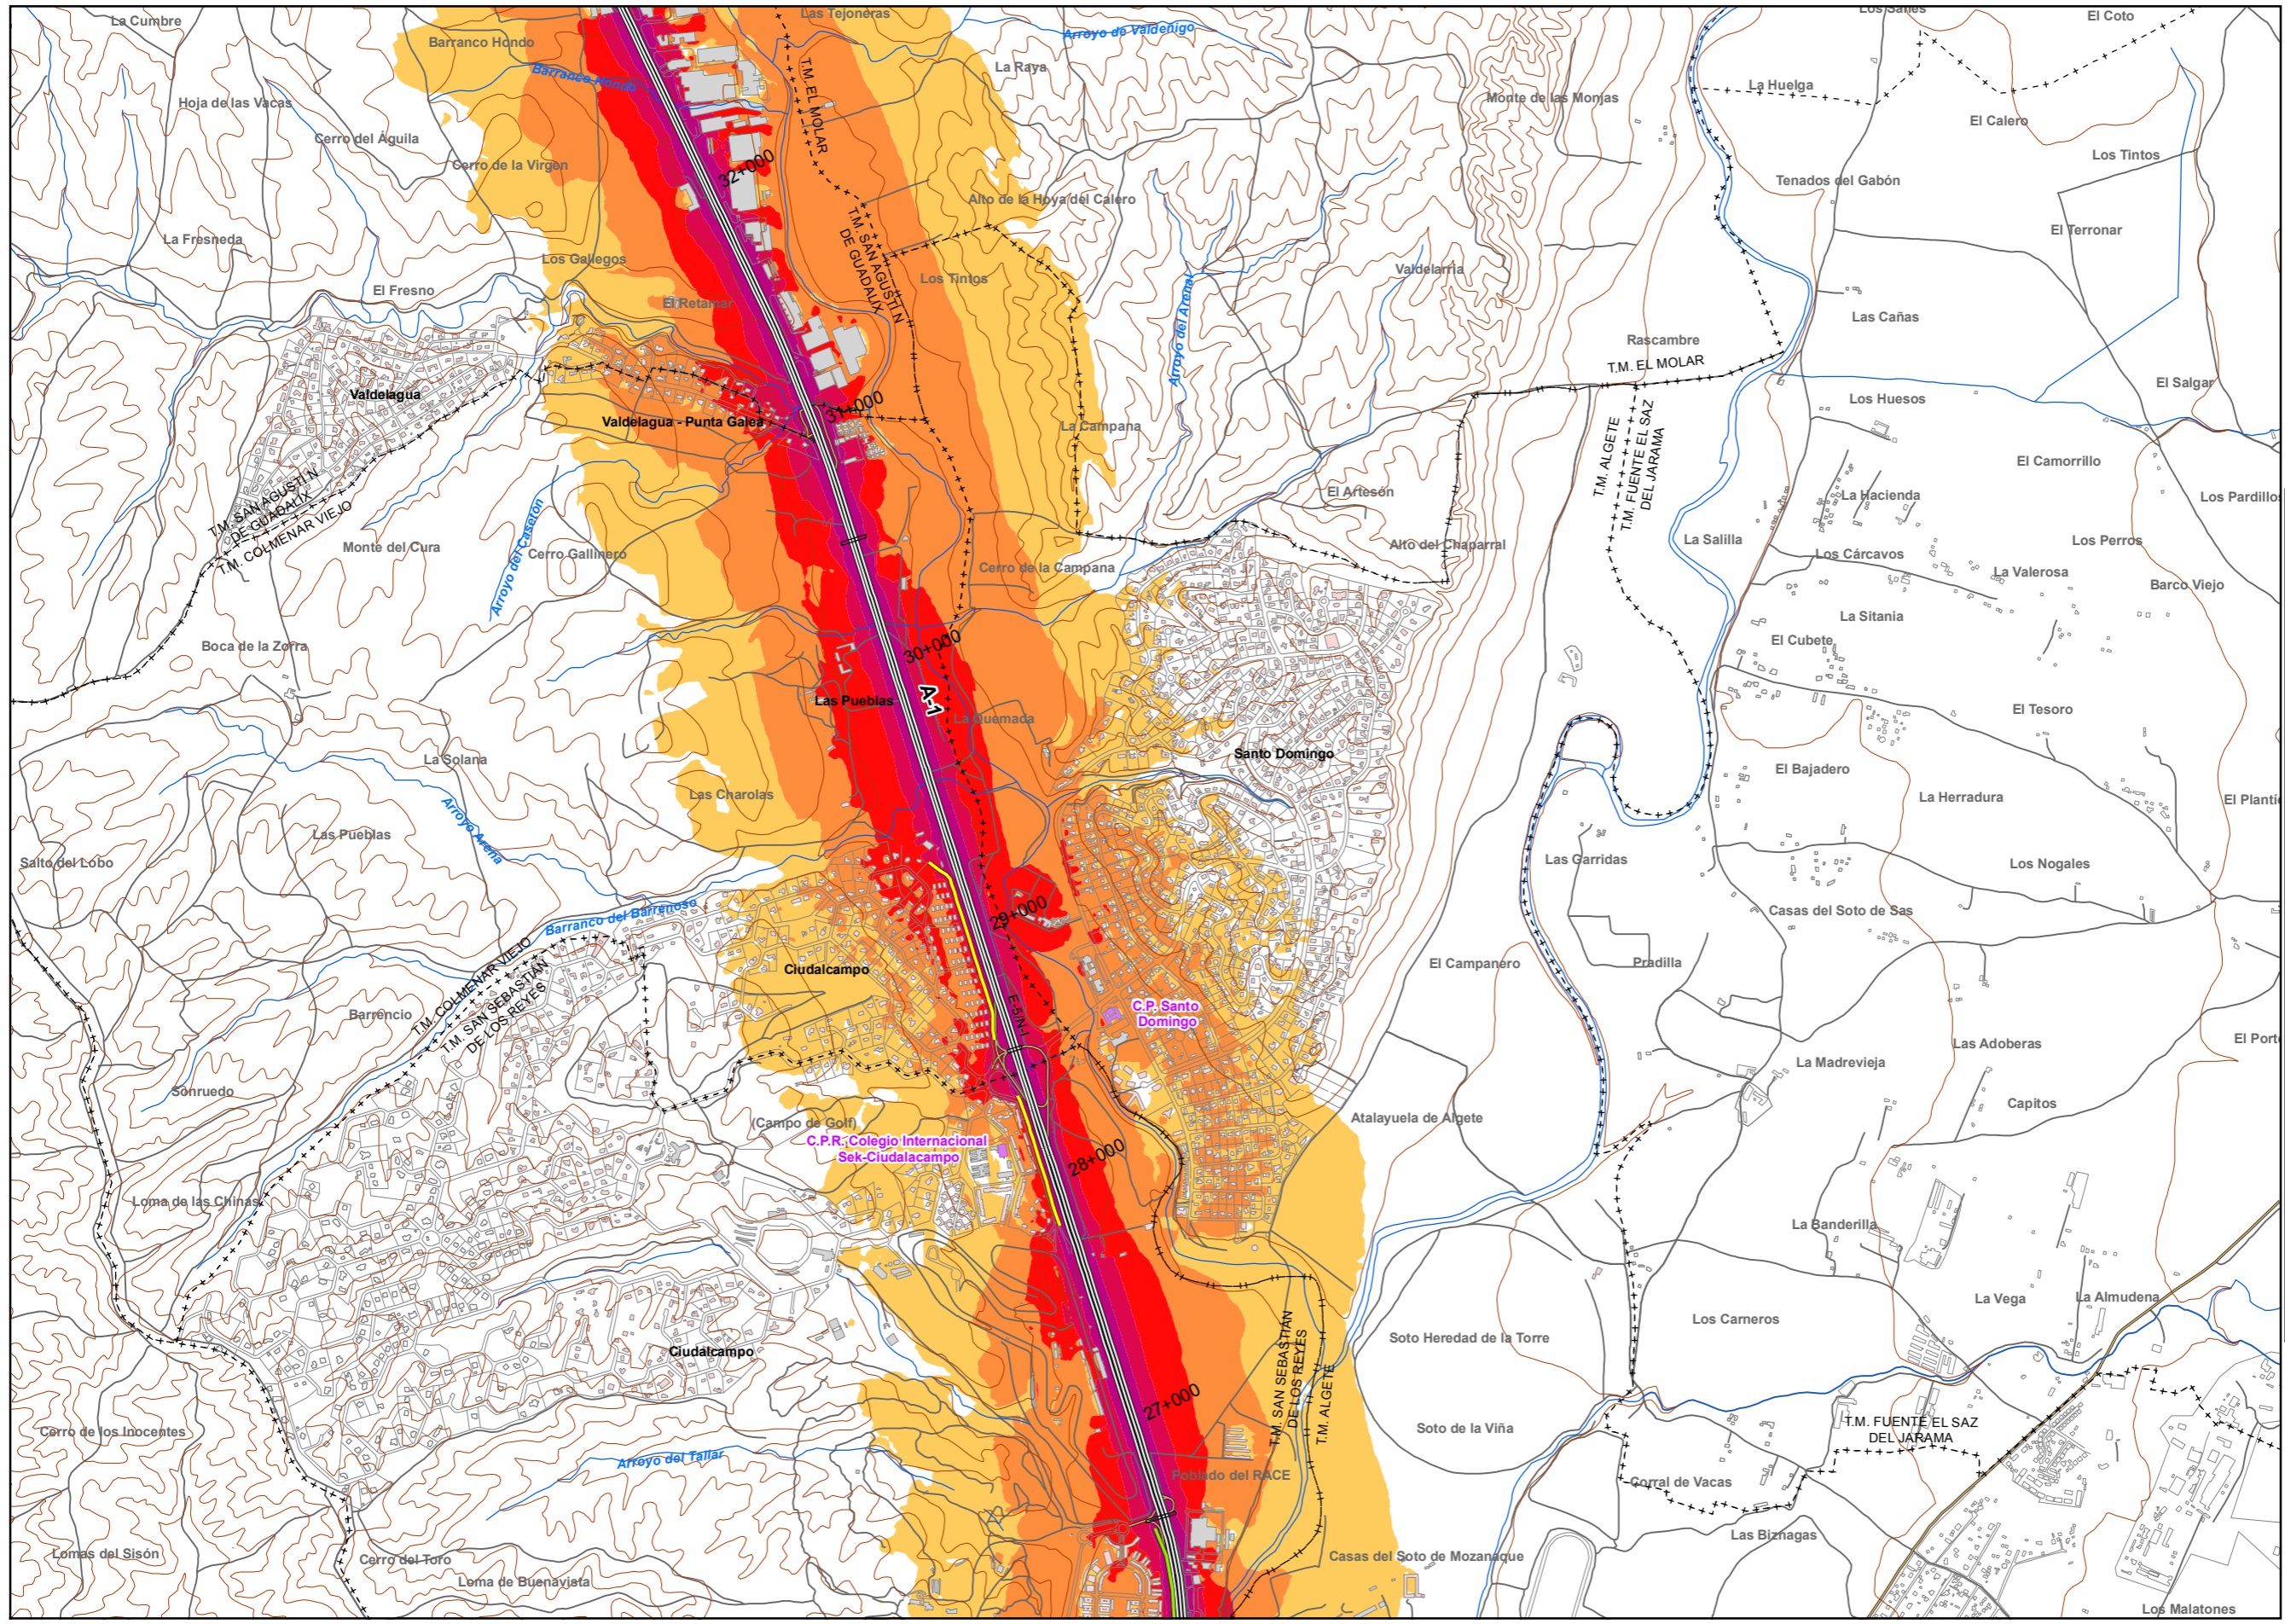 La Cumbre
Las Tejoneras
Los Sanes
El Coto
Barranco Hondo
Arroyo de Valdeñigo
La Raya
Barranco Hondo
La Huelga
Hoja de las Vacas
T.M. EL MOLAR
Monte de las Monjas
El Calero
Cerro del Águila
Cerro de la Virgen
32+000
Los Tintos
Tenados del Gabón
Alto de la Hoya del Calero
La Fresneda
T.M. SAN AGUSTIN
DE GUADALIX
El Terronar
Los Gallegos
Los Tintos
Valdelarria
El Fresno
El Retamar
Arroyo del Arenal
Las Cañas
Rascambre
T.M. EL MOLAR
El Salgar
Valdelagua
Los Huesos
31+000
Valdelagua - Punta Galea
La Campana
T.M. ALGETE
T.M. FUENTE EL SAZ
DEL JARAMA
El Camorrillo
T.M. SAN AGUSTIN
DE GUADALIX
T.M. COLMENAR VIEJO
El Artesón
La Hacienda
Los Pardillos
Arroyo del Casetón
Monte del Cura
Cerro Gallinero
Alto del Chaparral
La Salilla
Los Perros
Los Cárcavos
Cerro de la Campana
La Valerosa
Barco Viejo
La Sitania
Boca de la Zorra
30+000
El Cubete
Las Pueblas
A-1
La Quemada
El Tesoro
La Solana
Santo Domingo
El Bajadero
Las Charolas
La Herradura
El Plantí
Arroyo Arena
Las Pueblas
Salto del Lobo
Las Garridas
Los Nogales
29+000
Barranco del Barrenoso
Casas del Soto de Sas
T.M. COLMENAR VIEJO
T.M. SAN SEBASTIAN
DE LOS REYES
Ciudalcampo
El Campanero
Pradilla
E-5/N-I
C.P. Santo
Domingo
Barrencio
Las Adoberas
El Port
La Madrevieja
Sonruedo
Capitos
(Campo de Golf)
Atalayuela de Algete
C.P.R. Colegio Internacional
Sek-Ciudalacampo
28+000
Loma de las Chinas
La Banderilla
La Vega
La Almudena
Los Carneros
T.M. SAN SEBASTIAN
DE LOS REYES
T.M. ALGETE
Soto Heredad de la Torre
Ciudalcampo
27+000
Cerro de los Inocentes
Soto de la Viña
T.M. FUENTE EL SAZ
DEL JARAMA
Arroyo del Tallar
Poblado del RACE
Corral de Vacas
Las Biznagas
Lomas del Sisón
Cerro del Toro
Casas del Soto de Mozanaque
Loma de Buenavista
Los Malatones